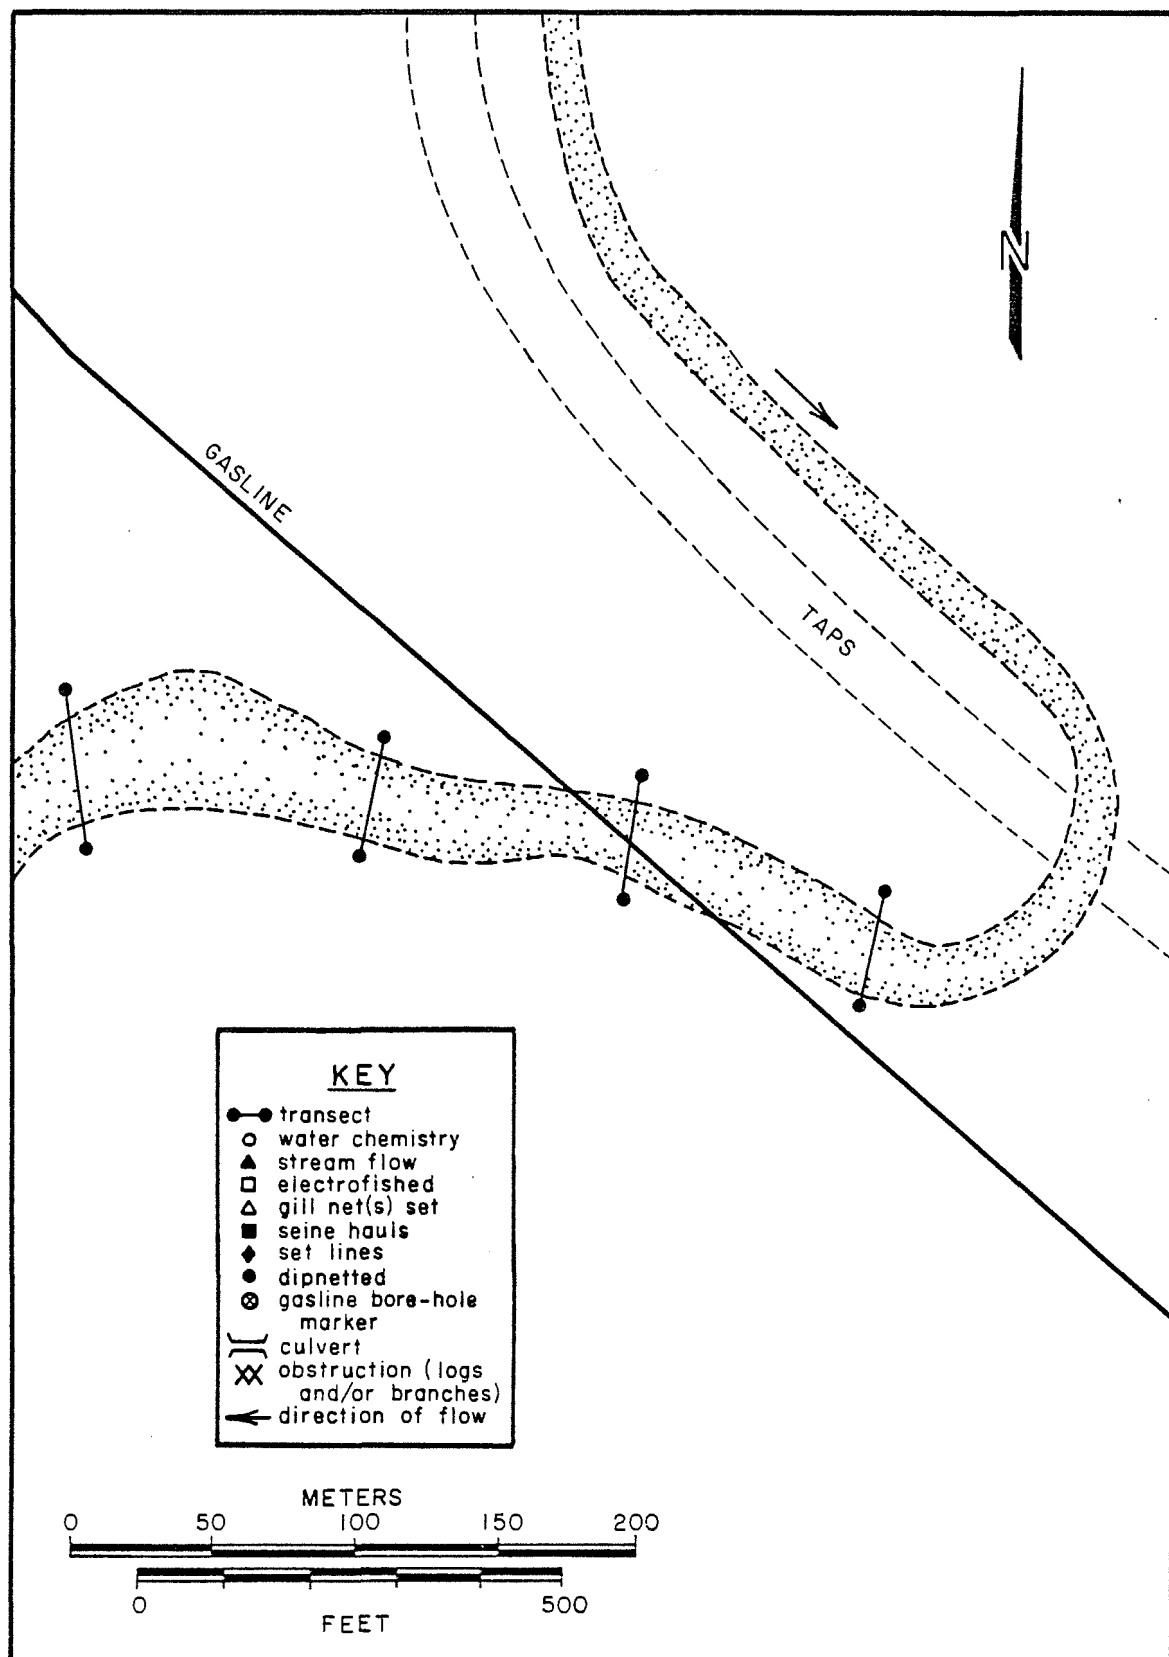 N
GASLINE
TAPS
KEY
transect
water chemistry
stream flow
electrofished
gill net(s) set
seine hauls
set lines
dipnetted
gasline bore-hole
marker
culvert
obstruction (logs
and/or branches)
direction of flow
METERS
0 50 100 150 200
0 500
FEET